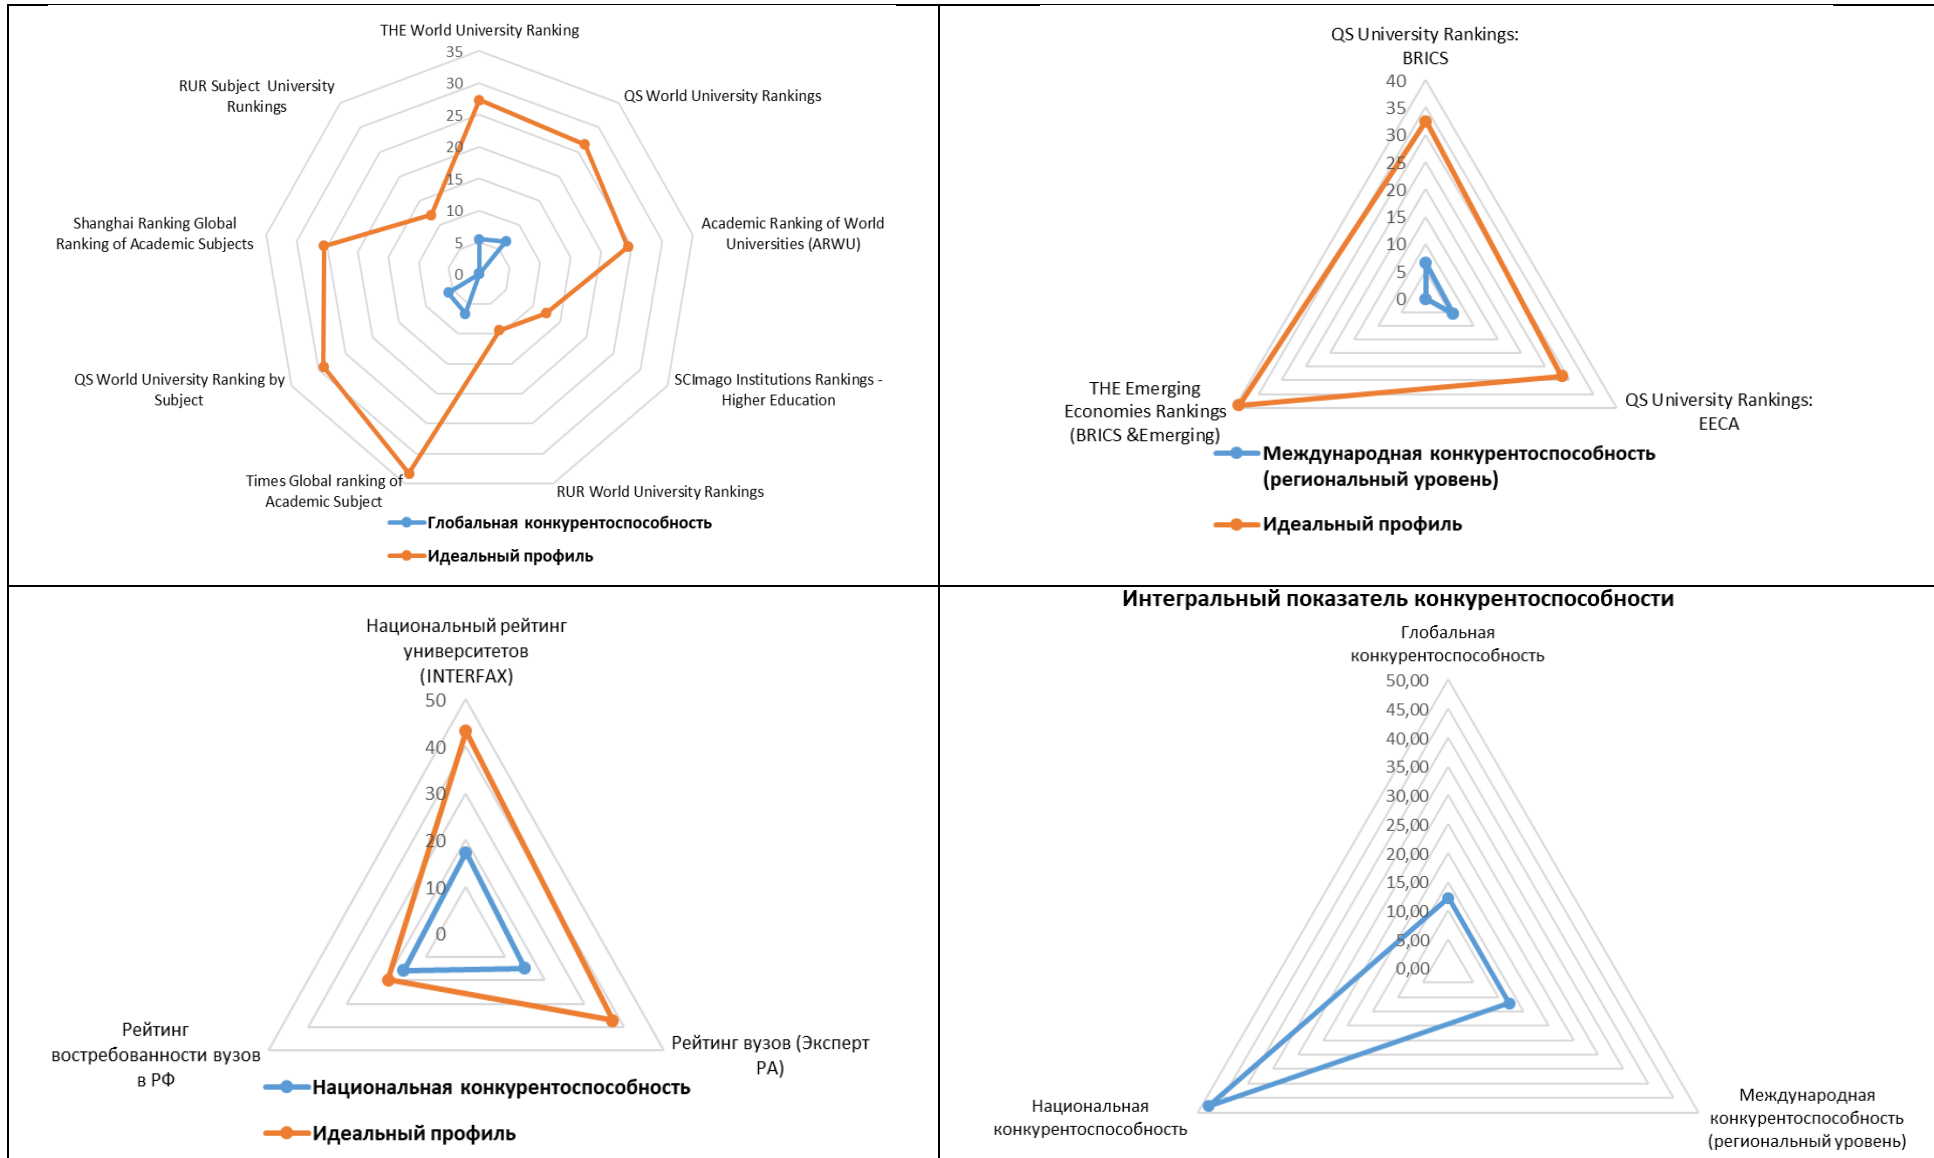 THE World University Ranking
35
30
25
20
15
10
5
0
QS World University Rankings
Academic Ranking of World
Universities (ARWU)
SCImago Institutions Rankings -
Higher Education
RUR World University Rankings
Times Global ranking of
Academic Subject
QS World University Ranking by
Subject
Shanghai Ranking Global
Ranking of Academic Subjects
RUR Subject University
Runkings
Глобальная конкурентоспособность
Идеальный профиль
QS University Rankings:
BRICS
40
35
30
25
20
15
10
5
0
QS University Rankings:
EECA
THE Emerging
Economies Rankings
(BRICS &Emerging)
Международная конкурентоспособность
(региональный уровень)
Идеальный профиль
Национальный рейтинг
университетов
(INTERFAX)
50
40
30
20
10
0
Рейтинг вузов (Эксперт
РА)
Рейтинг
востребованности вузов
в РФ
Национальная конкурентоспособность
Идеальный профиль
Интегральный показатель конкурентоспособности
Глобальная
конкурентоспособность
50,00
45,00
40,00
35,00
30,00
25,00
20,00
15,00
10,00
5,00
0,00
Международная
конкурентоспособность
(региональный уровень)
Национальная
конкурентоспособность